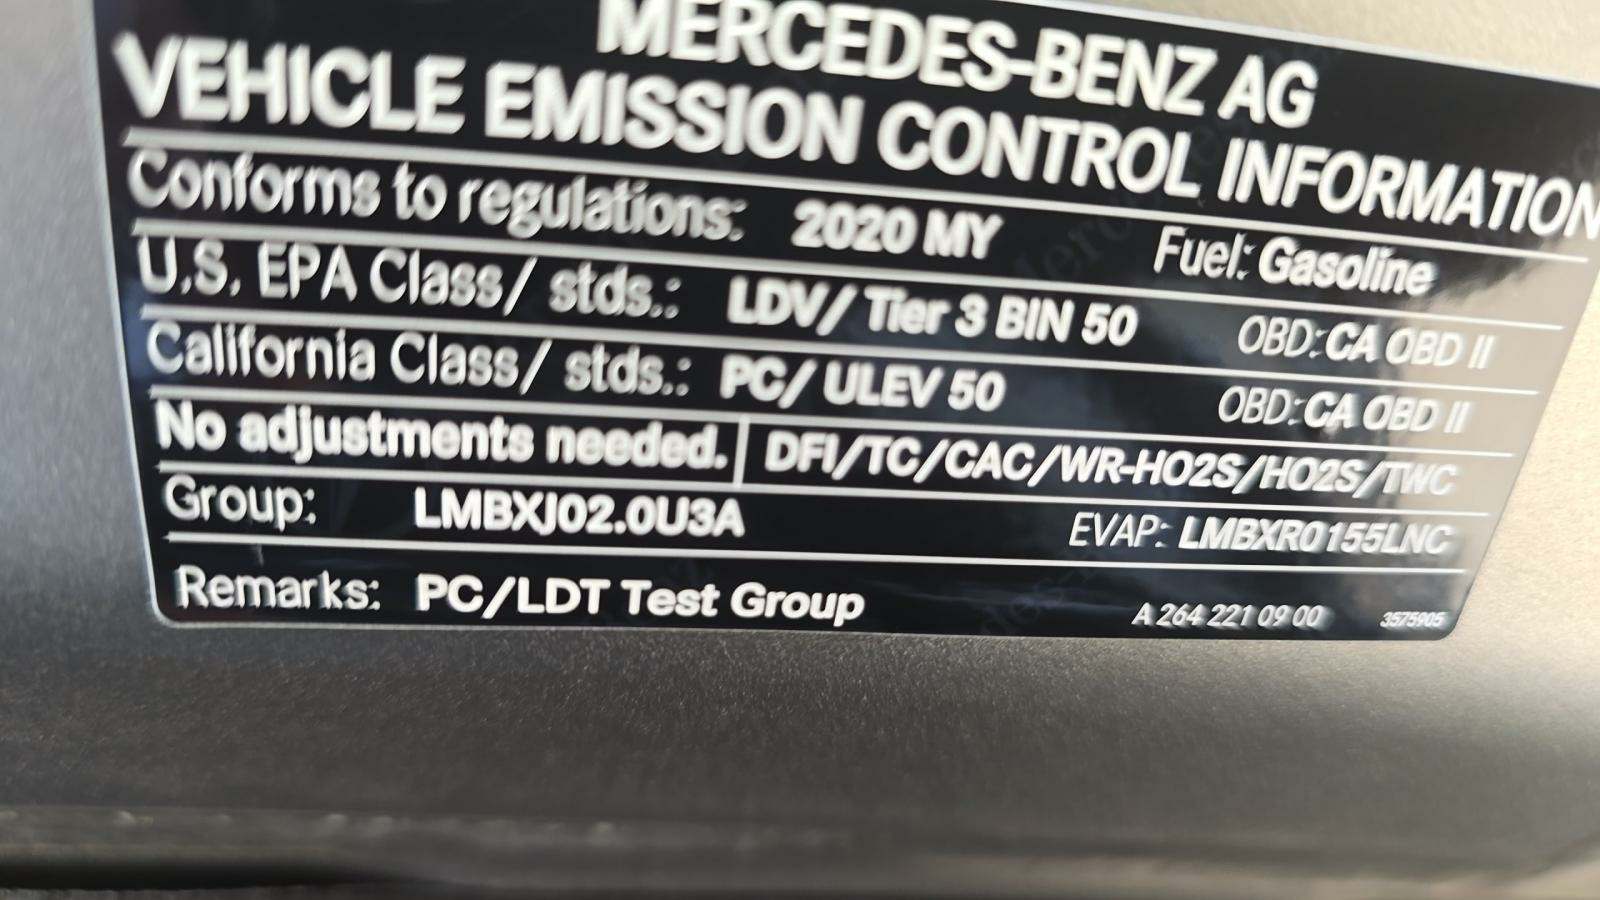 MERCEDES-BENZ AG
VEHICLE EMISSION CONTROL INFORMATION
Conforms to regulations: 2020 MY Fuel: Gasoline
U.S. EPA Class/ stds.: LDV/ Tier 3 BIN 50 OBD: CA OBD II
California Class/ stds.: PC/ ULEV 50 OBD: CA OBD II
No adjustments needed. DFI/TC/CAC/WR-HO2S/HO2S/TWC
Group: LMBXJ02.0U3A EVAP: LMBXR0155LNC
Remarks: PC/LDT Test Group A 264 221 09 00 3575905